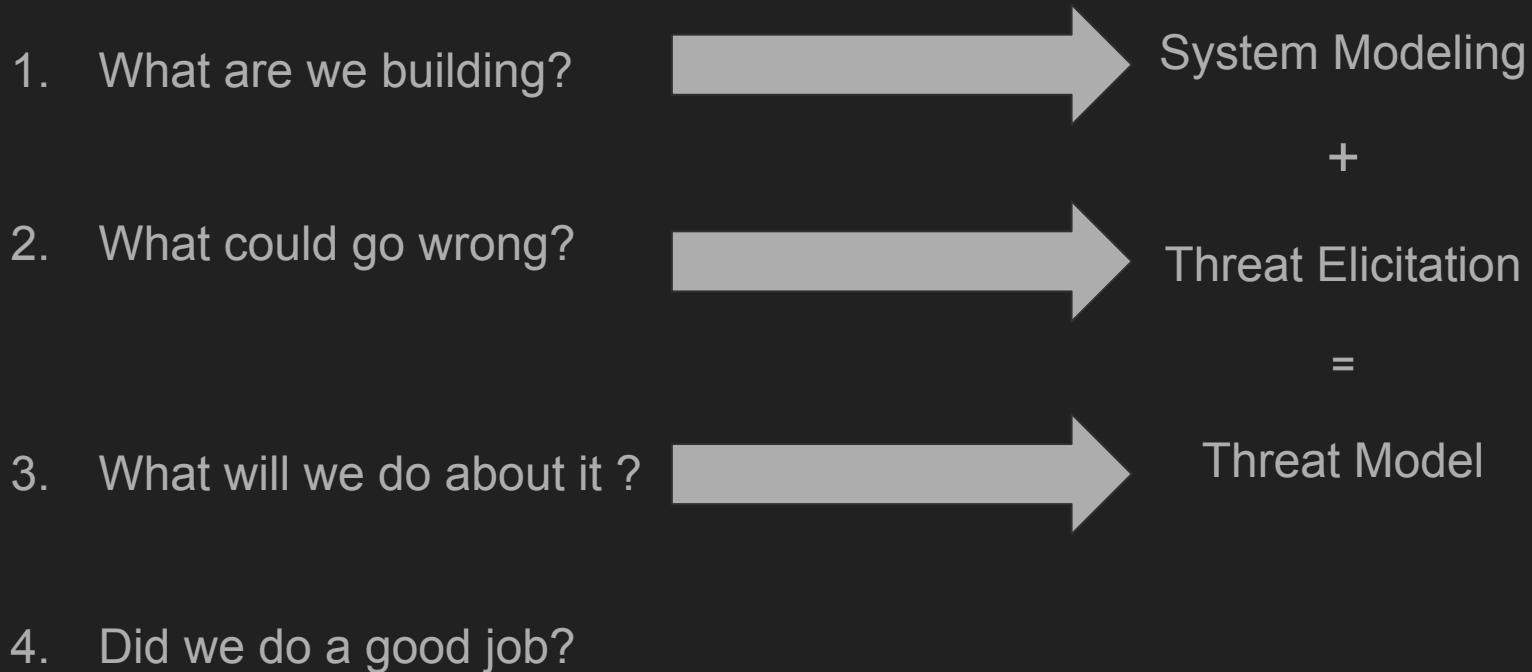 1. What are we building?
System Modeling
+
2. What could go wrong?
Threat Elicitation
=
3. What will we do about it ?
Threat Model
4. Did we do a good job?